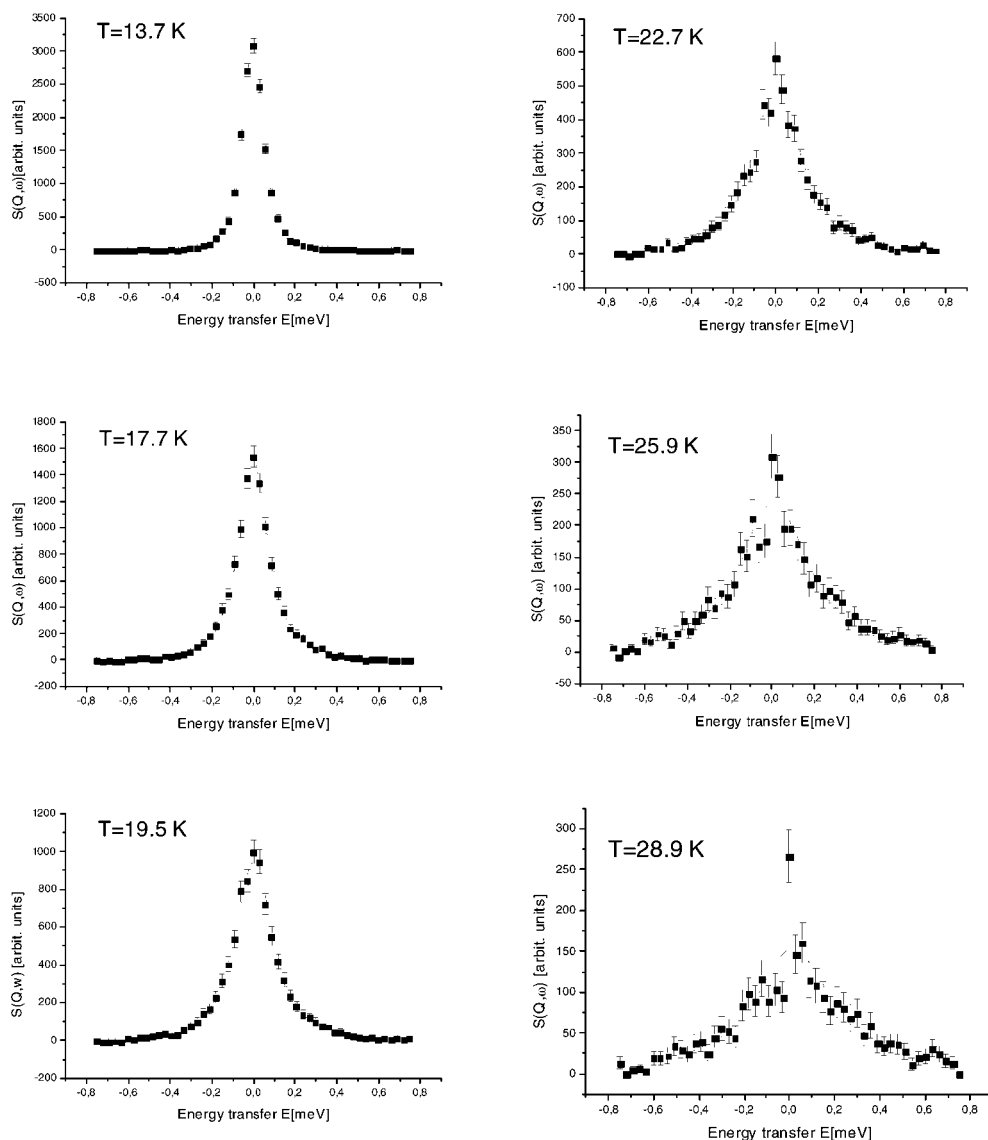 T=13.7 K
S(Q,ω)[arbit. units]
3500
3000
2500
2000
1500
1000
500
0
-500
-0,8 -0,6 -0,4 -0,2 0,0 0,2 0,4 0,6 0,8
Energy transfer E[meV]
T=22.7 K
S(Q,ω) [arbit. units]
700
600
500
400
300
200
100
0
-100
-0,8 -0,6 -0,4 -0,2 0,0 0,2 0,4 0,6 0,8
Energy transfer E[meV]
T=17.7 K
S(Q,ω) [arbit. units]
1800
1600
1400
1200
1000
800
600
400
200
0
-200
-0,8 -0,6 -0,4 -0,2 0,0 0,2 0,4 0,6 0,8
Energy transfer E[meV]
T=25.9 K
S(Q,ω) [arbit. units]
350
300
250
200
150
100
50
0
-50
-0,8 -0,6 -0,4 -0,2 0,0 0,2 0,4 0,6 0,8
Energy transfer E[meV]
T=19.5 K
S(Q,w) [arbit. units]
1200
1000
800
600
400
200
0
-200
-0,8 -0,6 -0,4 -0,2 0,0 0,2 0,4 0,6 0,8
Energy transfer E[meV]
T=28.9 K
S(Q,ω) [arbit. units]
300
250
200
150
100
50
0
-0,8 -0,6 -0,4 -0,2 0,0 0,2 0,4 0,6 0,8
Energy transfer E[meV]